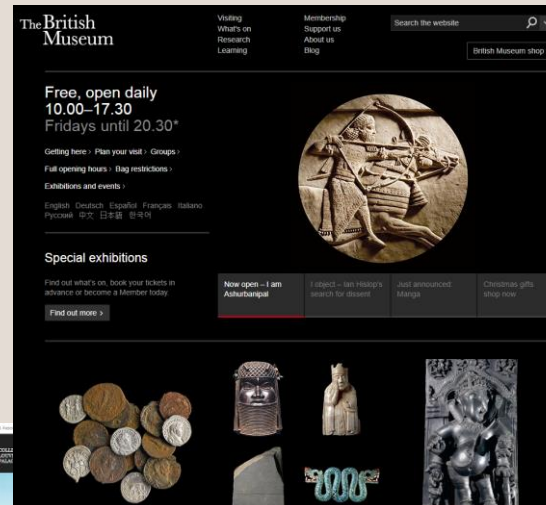 The British
Museum
Visiting
What's on
Research
Learning
Membership
Support us
About us
Blog
Search the website
British Museum shop
Free, open daily
10.00–17.30
Fridays until 20.30*
Getting here › Plan your visit › Groups ›
Full opening hours › Bag restrictions ›
Exhibitions and events ›
English Deutsch Español Français Italiano
Русский 中文 日本語 한국어
Special exhibitions
Find out what's on, book your tickets in
advance or become a Member today.
Find out more ›
Now open – I am
Ashurbanipal
I object – Ian Hislop's
search for dissent
Just announced
Manga
Christmas gifts
shop now